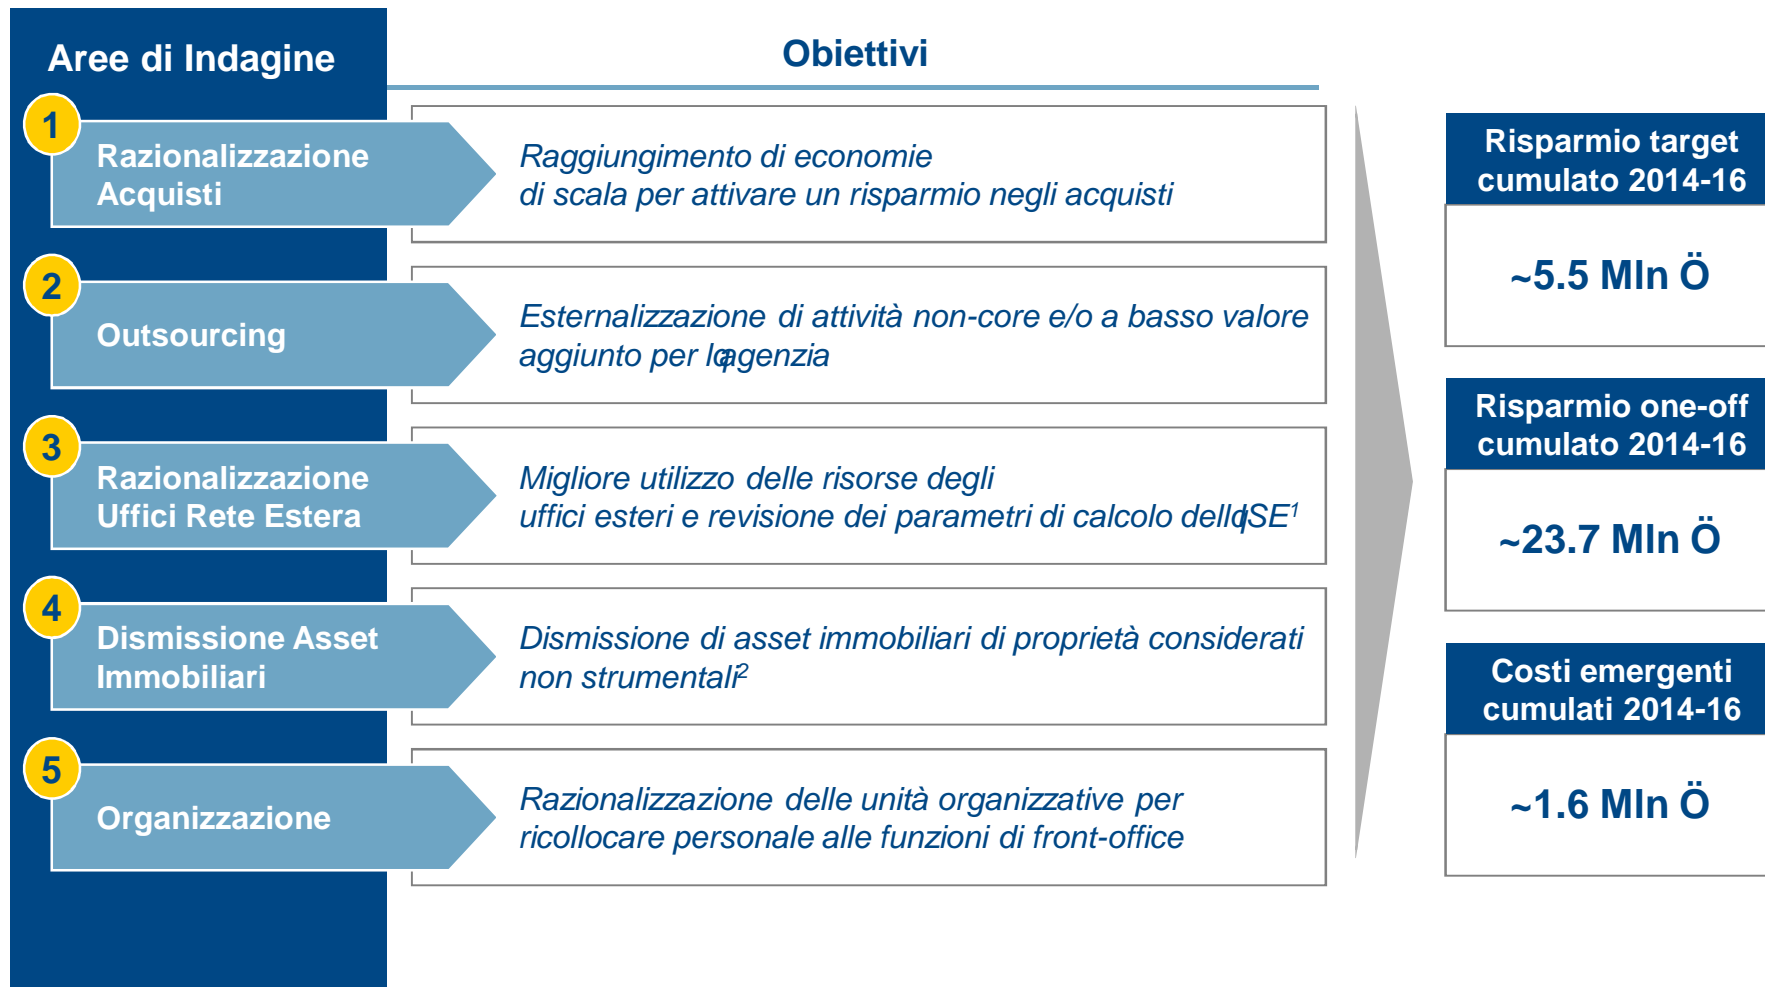 Aree di Indagine
Obiettivi
1
Razionalizzazione
Acquisti
Raggiungimento di economie
di scala per attivare un risparmio negli acquisti
2
Outsourcing
Esternalizzazione di attività non-core e/o a basso valore
aggiunto per lqagenzia
3
Razionalizzazione
Uffici Rete Estera
Migliore utilizzo delle risorse degli
uffici esteri e revisione dei parametri di calcolo dellqISE¹
4
Dismissione Asset
Immobiliari
Dismissione di asset immobiliari di proprietà considerati
non strumentali²
5
Organizzazione
Razionalizzazione delle unità organizzative per
ricollocare personale alle funzioni di front-office
Risparmio target
cumulato 2014-16
~5.5 Mln Ö
Risparmio one-off
cumulato 2014-16
~23.7 Mln Ö
Costi emergenti
cumulati 2014-16
~1.6 Mln Ö